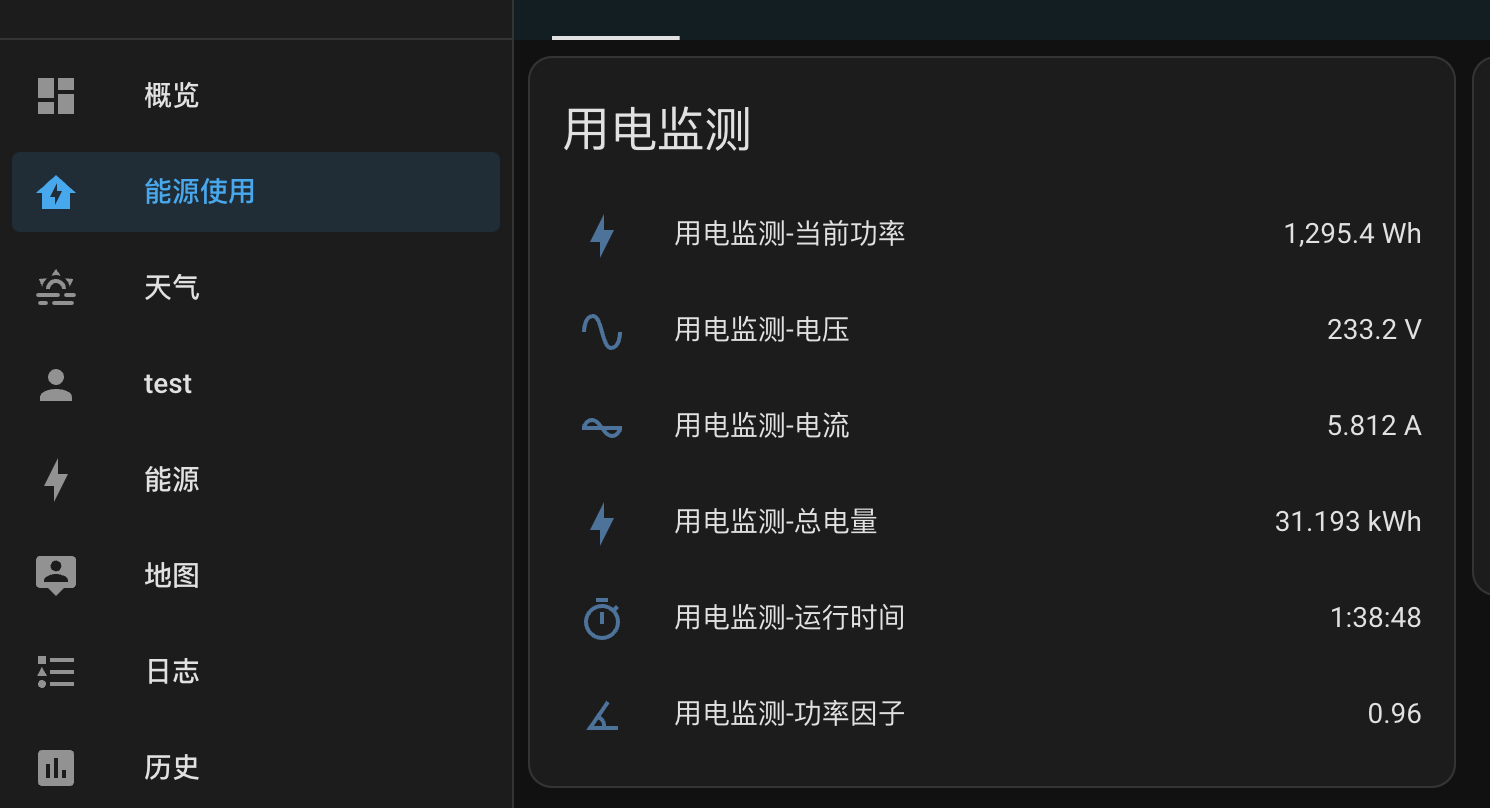 概览
能源使用
天气
test
能源
地图
日志
历史
用电监测
用电监测-当前功率 1,295.4 Wh
用电监测-电压 233.2 V
用电监测-电流 5.812 A
用电监测-总电量 31.193 kWh
用电监测-运行时间 1:38:48
用电监测-功率因子 0.96